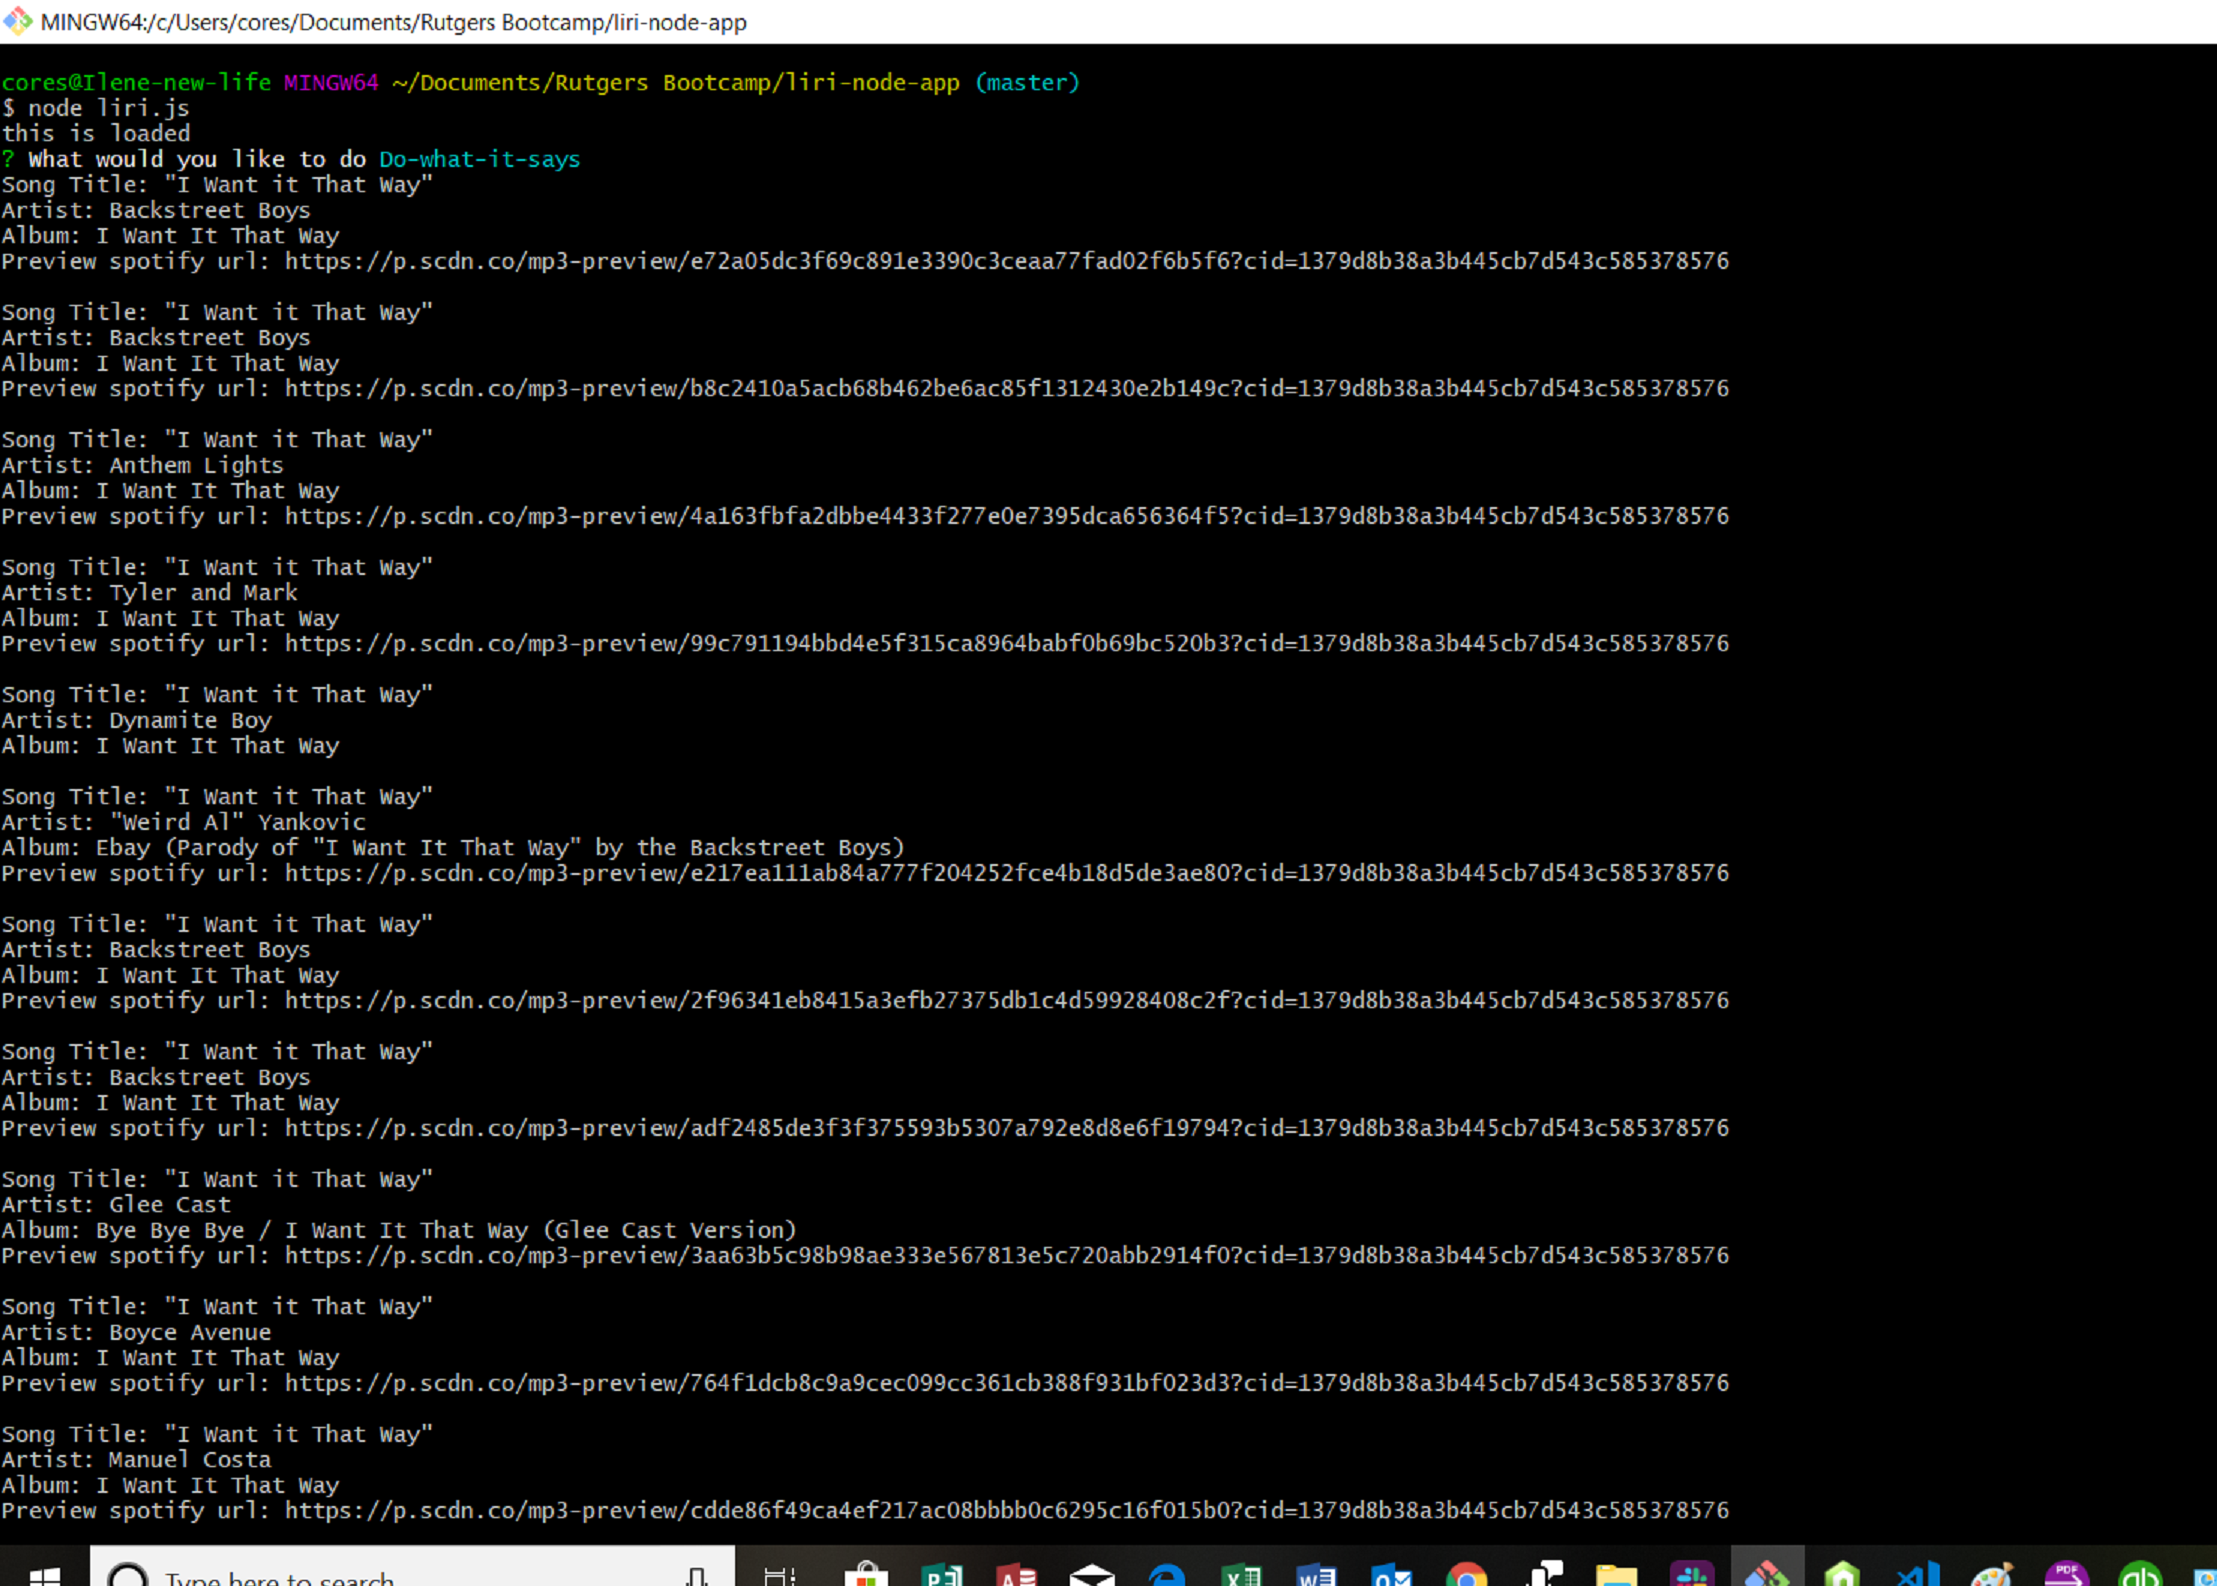 MINGW64:/c/Users/cores/Documents/Rutgers Bootcamp/liri-node-app
cores@Ilene-new-life MINGW64 ~/Documents/Rutgers Bootcamp/liri-node-app (master)
$ node liri.js
this is loaded
? What would you like to do Do-what-it-says
Song Title: "I Want it That Way"
Artist: Backstreet Boys
Album: I Want It That Way
Preview spotify url: https://p.scdn.co/mp3-preview/e72a05dc3f69c891e3390c3ceaa77fad02f6b5f6?cid=1379d8b38a3b445cb7d543c585378576
Song Title: "I Want it That Way"
Artist: Backstreet Boys
Album: I Want It That Way
Preview spotify url: https://p.scdn.co/mp3-preview/b8c2410a5acb68b462be6ac85f1312430e2b149c?cid=1379d8b38a3b445cb7d543c585378576
Song Title: "I Want it That Way"
Artist: Anthem Lights
Album: I Want It That Way
Preview spotify url: https://p.scdn.co/mp3-preview/4a163fbfa2dbbe4433f277e0e7395dca656364f5?cid=1379d8b38a3b445cb7d543c585378576
Song Title: "I Want it That Way"
Artist: Tyler and Mark
Album: I Want It That Way
Preview spotify url: https://p.scdn.co/mp3-preview/99c791194bbd4e5f315ca8964babf0b69bc520b3?cid=1379d8b38a3b445cb7d543c585378576
Song Title: "I Want it That Way"
Artist: Dynamite Boy
Album: I Want It That Way
Song Title: "I Want it That Way"
Artist: "Weird Al" Yankovic
Album: Ebay (Parody of "I Want It That Way" by the Backstreet Boys)
Preview spotify url: https://p.scdn.co/mp3-preview/e217ea111ab84a777f204252fce4b18d5de3ae80?cid=1379d8b38a3b445cb7d543c585378576
Song Title: "I Want it That Way"
Artist: Backstreet Boys
Album: I Want It That Way
Preview spotify url: https://p.scdn.co/mp3-preview/2f96341eb8415a3efb27375db1c4d59928408c2f?cid=1379d8b38a3b445cb7d543c585378576
Song Title: "I Want it That Way"
Artist: Backstreet Boys
Album: I Want It That Way
Preview spotify url: https://p.scdn.co/mp3-preview/adf2485de3f3f375593b5307a792e8d8e6f19794?cid=1379d8b38a3b445cb7d543c585378576
Song Title: "I Want it That Way"
Artist: Glee Cast
Album: Bye Bye Bye / I Want It That Way (Glee Cast Version)
Preview spotify url: https://p.scdn.co/mp3-preview/3aa63b5c98b98ae333e567813e5c720abb2914f0?cid=1379d8b38a3b445cb7d543c585378576
Song Title: "I Want it That Way"
Artist: Boyce Avenue
Album: I Want It That Way
Preview spotify url: https://p.scdn.co/mp3-preview/764f1dcb8c9a9cec099cc361cb388f931bf023d3?cid=1379d8b38a3b445cb7d543c585378576
Song Title: "I Want it That Way"
Artist: Manuel Costa
Album: I Want It That Way
Preview spotify url: https://p.scdn.co/mp3-preview/cdde86f49ca4ef217ac08bbbb0c6295c16f015b0?cid=1379d8b38a3b445cb7d543c585378576
Type here to search